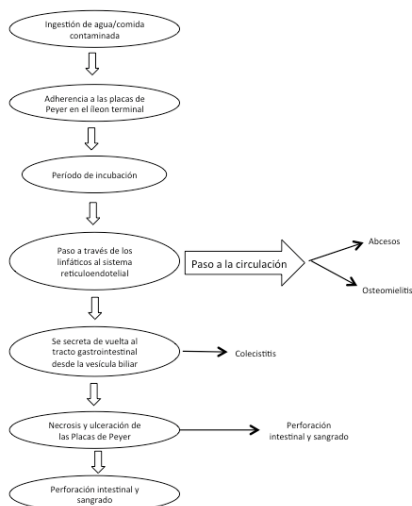 Ingestión de agua/comida
contaminada
Adherencia a las placas de
Peyer en el íleon terminal
Período de incubación
Paso a través de los
linfáticos al sistema
reticuloendotelial
Paso a la circulación
Abcesos
Osteomielitis
Se secreta de vuelta al
tracto gastrointestinal
desde la vesícula biliar
Colecistitis
Necrosis y ulceración de
las Placas de Peyer
Perforación
intestinal y sangrado
Perforación intestinal y
sangrado